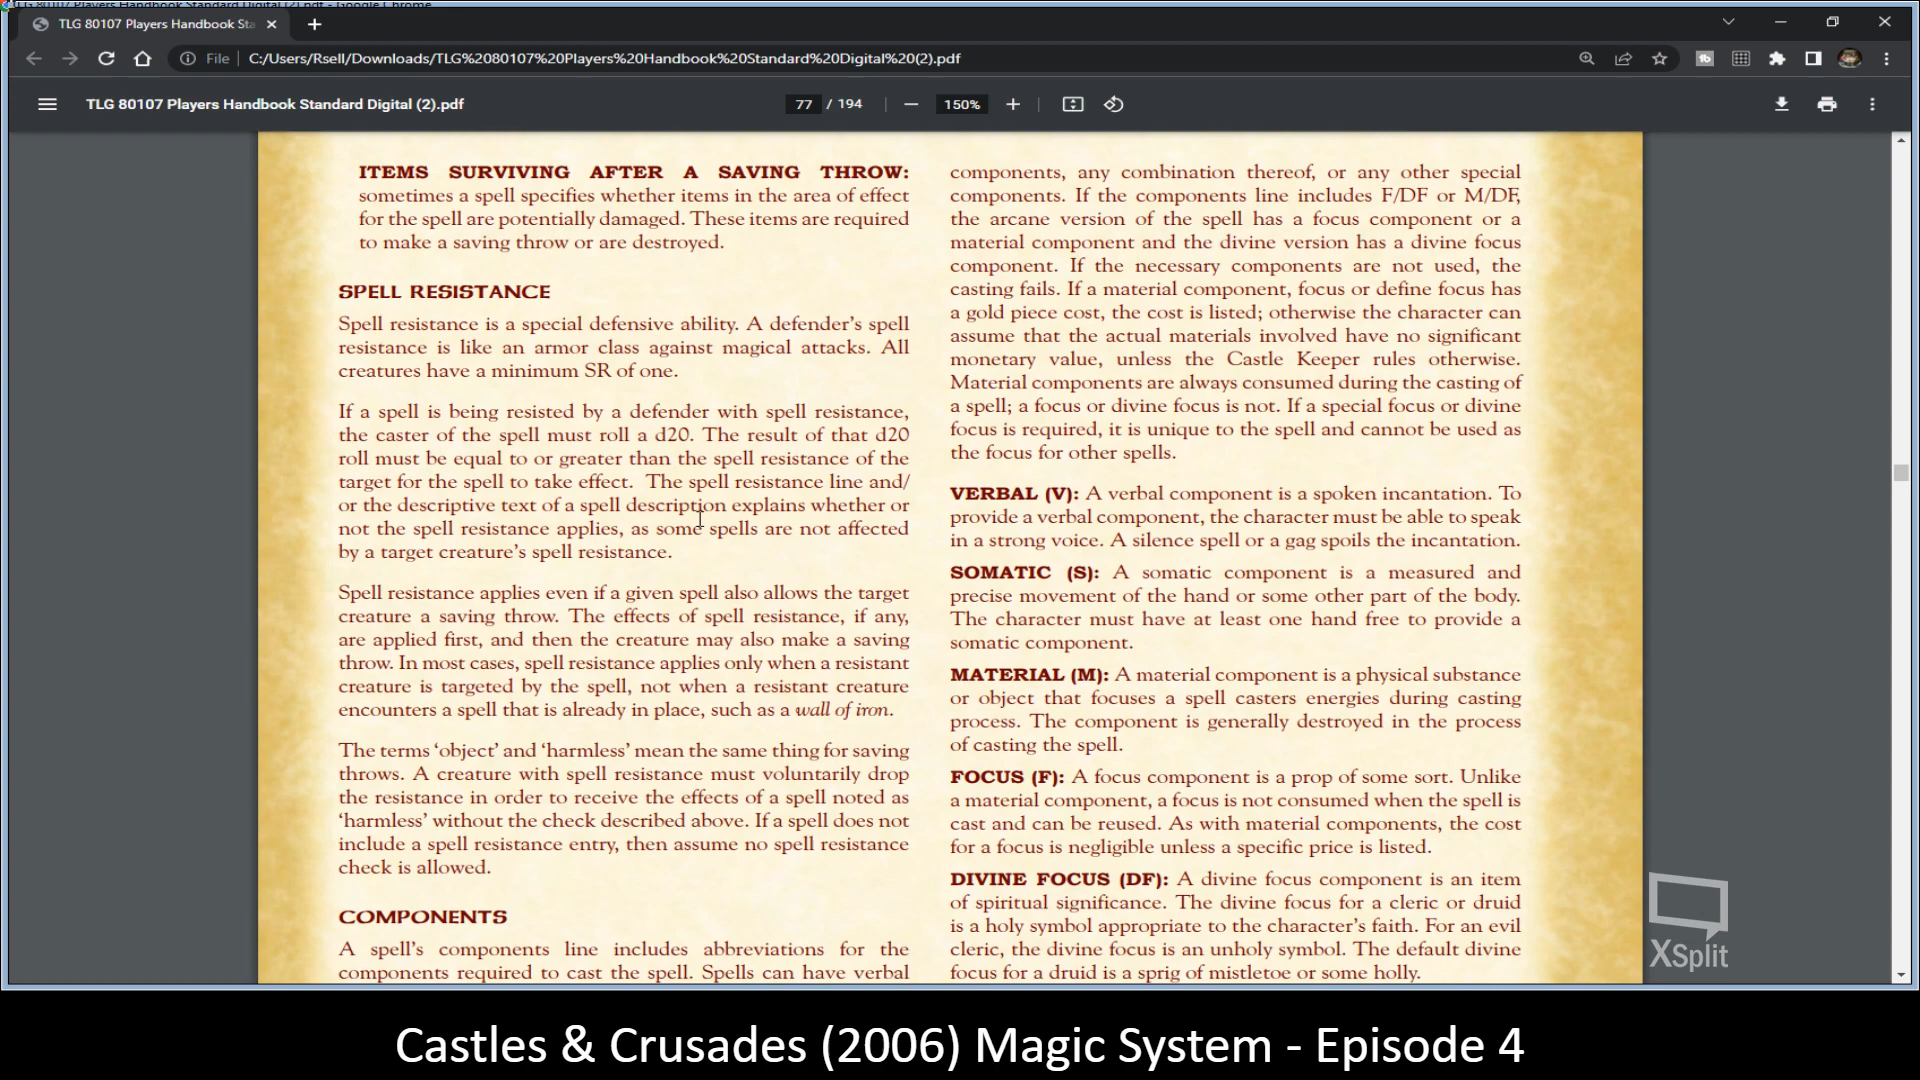 TLG 80107 Players Handbook Sta
File C:/Users/Rsell/Downloads/TLG%2080107%20Players%20Handbook%20Standard%20Digital%20(2).pdf
TLG 80107 Players Handbook Standard Digital (2).pdf
77 / 194
150%
ITEMS SURVIVING AFTER A SAVING THROW:
sometimes a spell specifies whether items in the area of effect
for the spell are potentially damaged. These items are required
to make a saving throw or are destroyed.
SPELL RESISTANCE
Spell resistance is a special defensive ability. A defender's spell
resistance is like an armor class against magical attacks. All
creatures have a minimum SR of one.
If a spell is being resisted by a defender with spell resistance,
the caster of the spell must roll a d20. The result of that d20
roll must be equal to or greater than the spell resistance of the
target for the spell to take effect. The spell resistance line and/
or the descriptive text of a spell description explains whether or
not the spell resistance applies, as some spells are not affected
by a target creature's spell resistance.
Spell resistance applies even if a given spell also allows the target
creature a saving throw. The effects of spell resistance, if any,
are applied first, and then the creature may also make a saving
throw. In most cases, spell resistance applies only when a resistant
creature is targeted by the spell, not when a resistant creature
encounters a spell that is already in place, such as a wall of iron.
The terms 'object' and 'harmless' mean the same thing for saving
throws. A creature with spell resistance must voluntarily drop
the resistance in order to receive the effects of a spell noted as
'harmless' without the check described above. If a spell does not
include a spell resistance entry, then assume no spell resistance
check is allowed.
COMPONENTS
A spell's components line includes abbreviations for the
components required to cast the spell. Spells can have verbal
components, any combination thereof, or any other special
components. If the components line includes F/DF or M/DF,
the arcane version of the spell has a focus component or a
material component and the divine version has a divine focus
component. If the necessary components are not used, the
casting fails. If a material component, focus or define focus has
a gold piece cost, the cost is listed; otherwise the character can
assume that the actual materials involved have no significant
monetary value, unless the Castle Keeper rules otherwise.
Material components are always consumed during the casting of
a spell; a focus or divine focus is not. If a special focus or divine
focus is required, it is unique to the spell and cannot be used as
the focus for other spells.
VERBAL (V): A verbal component is a spoken incantation. To
provide a verbal component, the character must be able to speak
in a strong voice. A silence spell or a gag spoils the incantation.
SOMATIC (S): A somatic component is a measured and
precise movement of the hand or some other part of the body.
The character must have at least one hand free to provide a
somatic component.
MATERIAL (M): A material component is a physical substance
or object that focuses a spell casters energies during casting
process. The component is generally destroyed in the process
of casting the spell.
FOCUS (F): A focus component is a prop of some sort. Unlike
a material component, a focus is not consumed when the spell is
cast and can be reused. As with material components, the cost
for a focus is negligible unless a specific price is listed.
DIVINE FOCUS (DF): A divine focus component is an item
of spiritual significance. The divine focus for a cleric or druid
is a holy symbol appropriate to the character's faith. For an evil
cleric, the divine focus is an unholy symbol. The default divine
focus for a druid is a sprig of mistletoe or some holly.
XSplit
Castles & Crusades (2006) Magic System - Episode 4